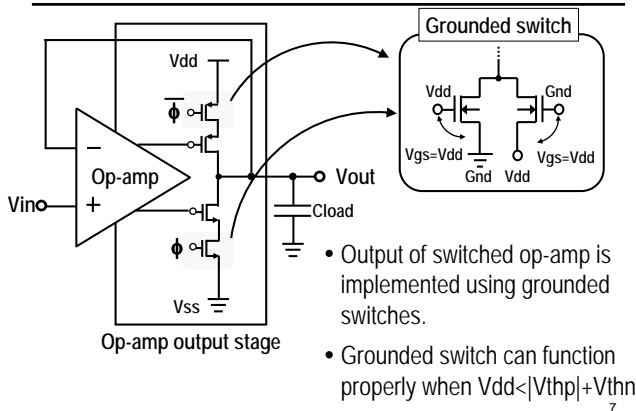 Grounded switch
Vdd
Vdd
Gnd
ϕ
Vgs=Vdd
Vgs=Vdd
Gnd
Vdd
−
Op-amp
Vout
Vin
+
Cload
ϕ
Vss
Op-amp output stage
• Output of switched op-amp is
implemented using grounded
switches.
• Grounded switch can function
properly when Vdd<|Vthp|+Vthn
7